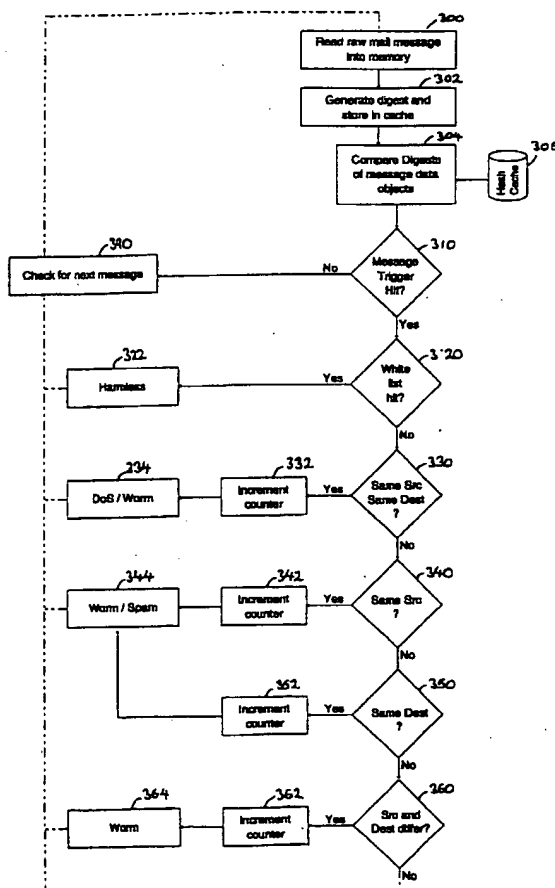 300
Read raw mail message
into memory
302
Generate digest and
store in cache
304
Compare Digests
of message data
objects
306
Hash
Cache
310
Message
Trigger
Hit?
No
390
Check for next message
Yes
320
White
list
hit?
Yes
322
Harmless
No
330
Same Src
Same Dest
?
Yes
332
Increment
counter
334
DoS / Worm
No
340
Same Src
?
Yes
342
Increment
counter
344
Worm / Spam
No
350
Same Dest
?
Yes
352
Increment
counter
No
360
Src and
Dest differ?
Yes
362
Increment
counter
364
Worm
No